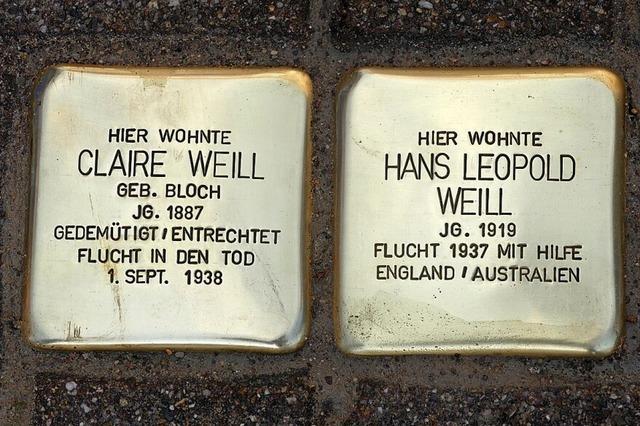 HIER WOHNTE
CLAIRE WEILL
GEB. BLOCH
JG. 1887
GEDEMÜTIGT/ENTRECHTET
FLUCHT IN DEN TOD
1. SEPT. 1938
HIER WOHNTE
HANS LEOPOLD
WEILL
JG. 1919
FLUCHT 1937 MIT HILFE
ENGLAND/AUSTRALIEN